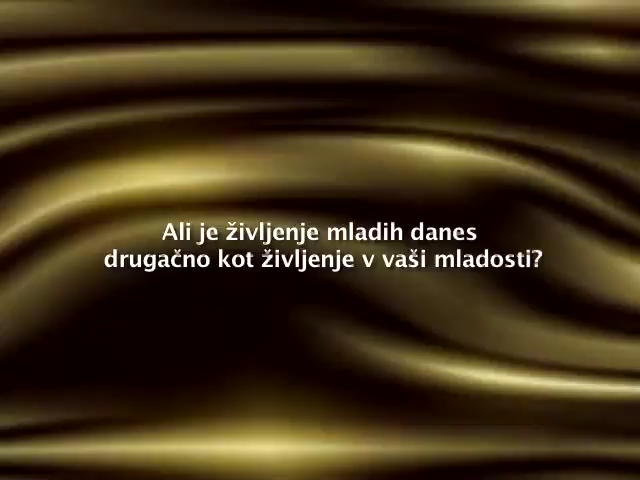 Ali je življenje mladih danes
drugačno kot življenje v vaši mladosti?